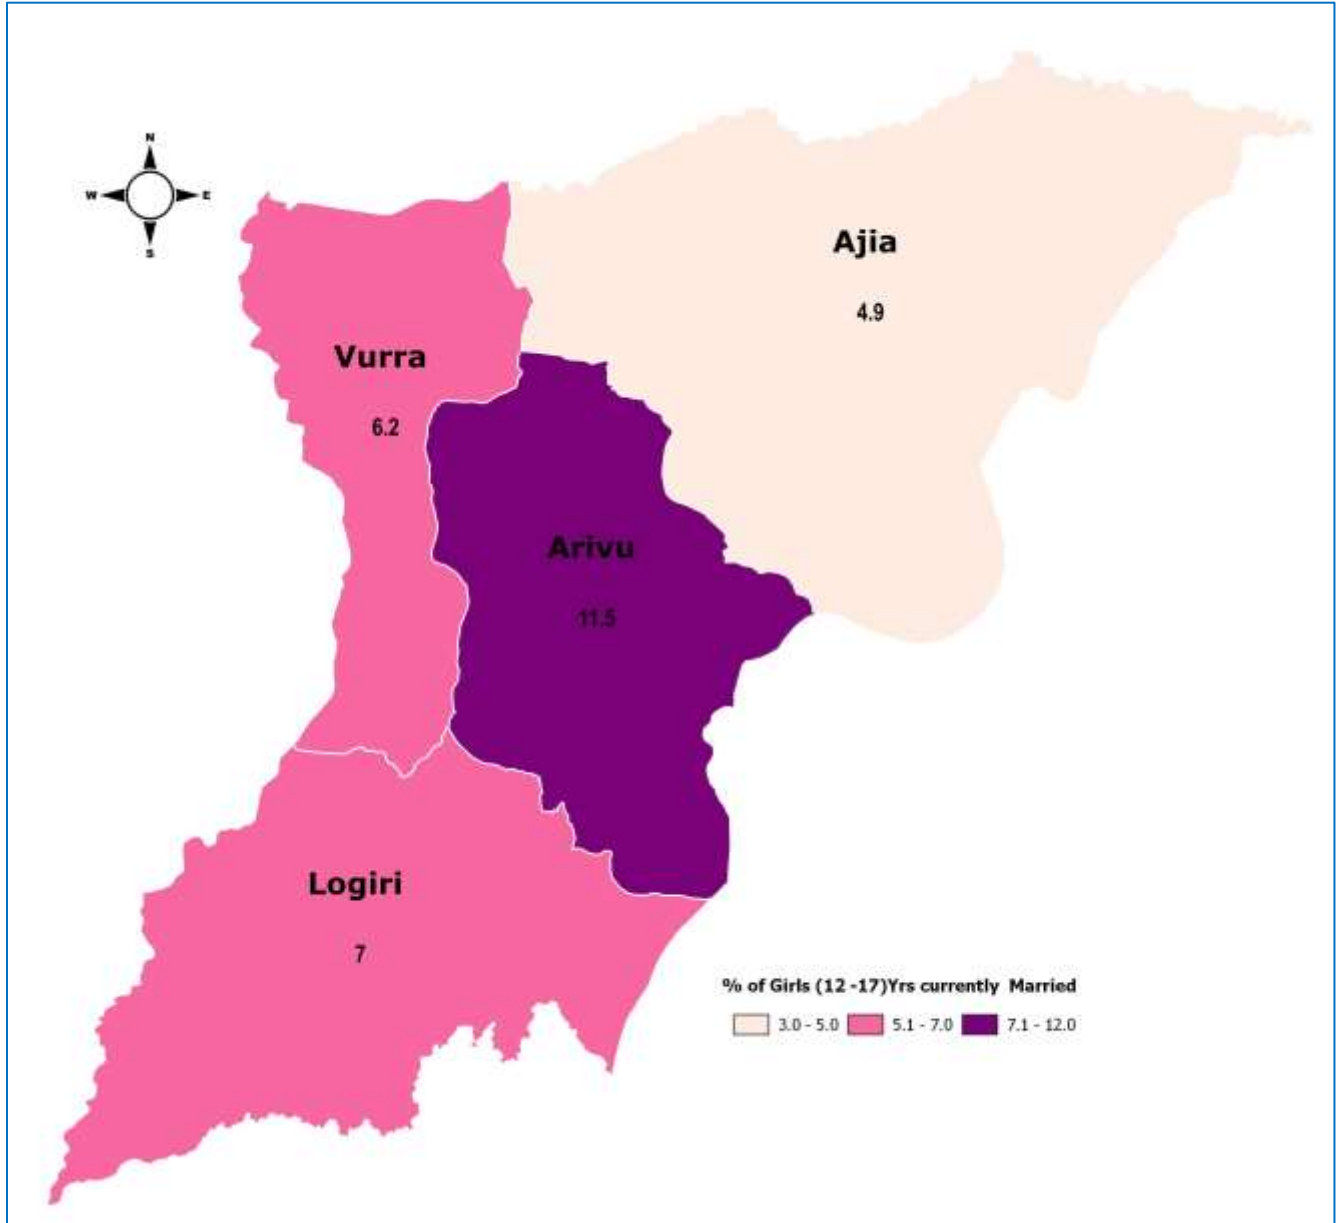 N
W E
S
Ajia
4.9
Vurra
6.2
Arivu
11.5
Logiri
7
% of Girls (12 -17)Yrs currently Married
3.0 - 5.0 5.1 - 7.0 7.1 - 12.0